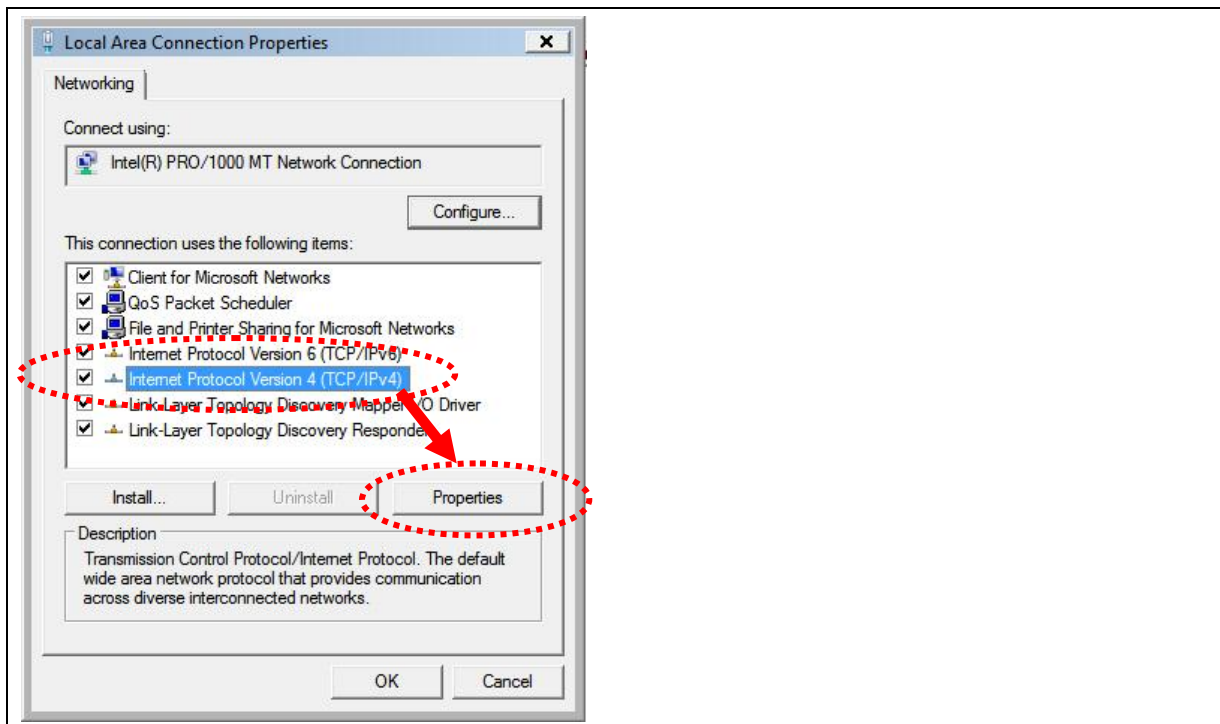 Local Area Connection Properties
Networking
Connect using:
Intel(R) PRO/1000 MT Network Connection
Configure...
This connection uses the following items:
Client for Microsoft Networks
QoS Packet Scheduler
File and Printer Sharing for Microsoft Networks
Internet Protocol Version 6 (TCP/IPv6)
Internet Protocol Version 4 (TCP/IPv4)
Link-Layer Topology Discovery Mapper I/O Driver
Link-Layer Topology Discovery Responder
Install...
Uninstall
Properties
Description
Transmission Control Protocol/Internet Protocol. The default
wide area network protocol that provides communication
across diverse interconnected networks.
OK
Cancel